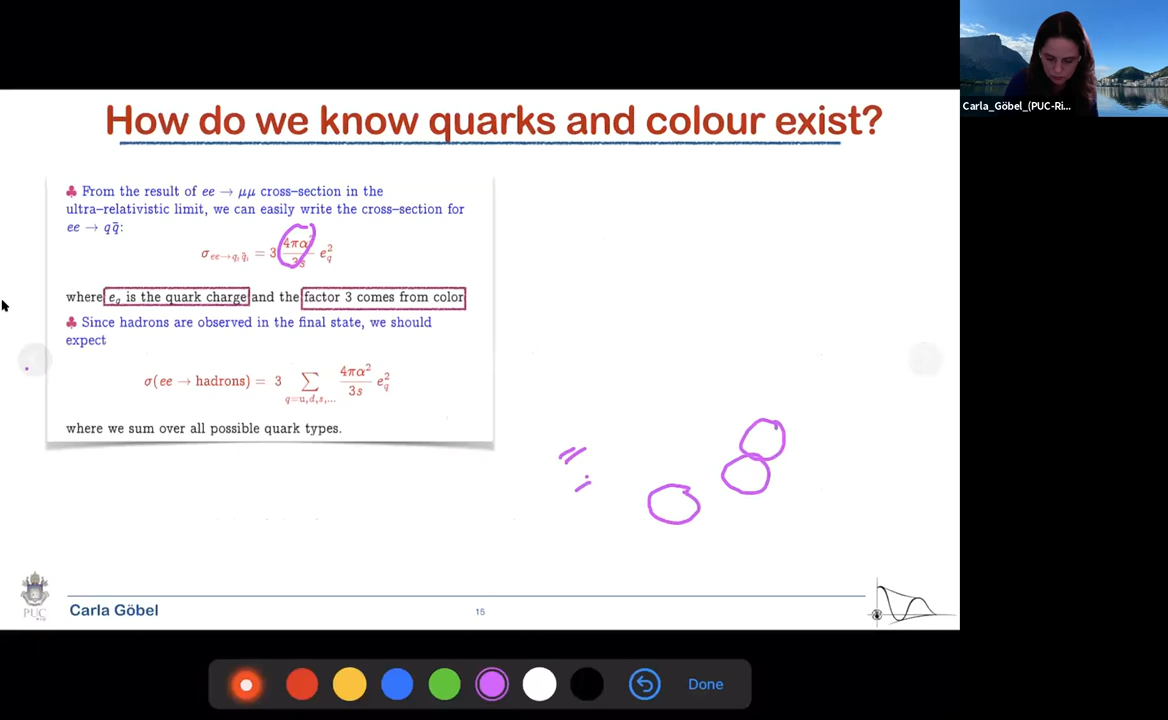 How do we know quarks and colour exist?
♣ From the result of ee → μμ cross–section in the
ultra–relativistic limit, we can easily write the cross–section for
ee → qq̄:
σ_{ee→q_i q̄_i} = 3 4πα²/3s e_q²
where e_q is the quark charge and the factor 3 comes from color
♣ Since hadrons are observed in the final state, we should
expect
σ(ee → hadrons) = 3 ∑_{q=u,d,s,...} 4πα²/3s e_q²
where we sum over all possible quark types.
PUC
Carla Göbel
15
Carla_Göbel_(PUC-Ri...
Done